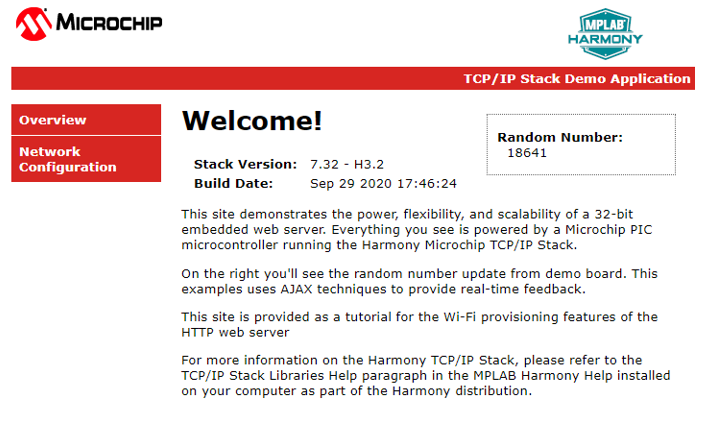 MICROCHIP
MPLAB®
HARMONY
TCP/IP Stack Demo Application
Overview
Network
Configuration
Welcome!
Stack Version: 7.32 - H3.2
Build Date: Sep 29 2020 17:46:24
Random Number:
18641
This site demonstrates the power, flexibility, and scalability of a 32-bit
embedded web server. Everything you see is powered by a Microchip PIC
microcontroller running the Harmony Microchip TCP/IP Stack.
On the right you'll see the random number update from demo board. This
examples uses AJAX techniques to provide real-time feedback.
This site is provided as a tutorial for the Wi-Fi provisioning features of the
HTTP web server
For more information on the Harmony TCP/IP Stack, please refer to the
TCP/IP Stack Libraries Help paragraph in the MPLAB Harmony Help installed
on your computer as part of the Harmony distribution.